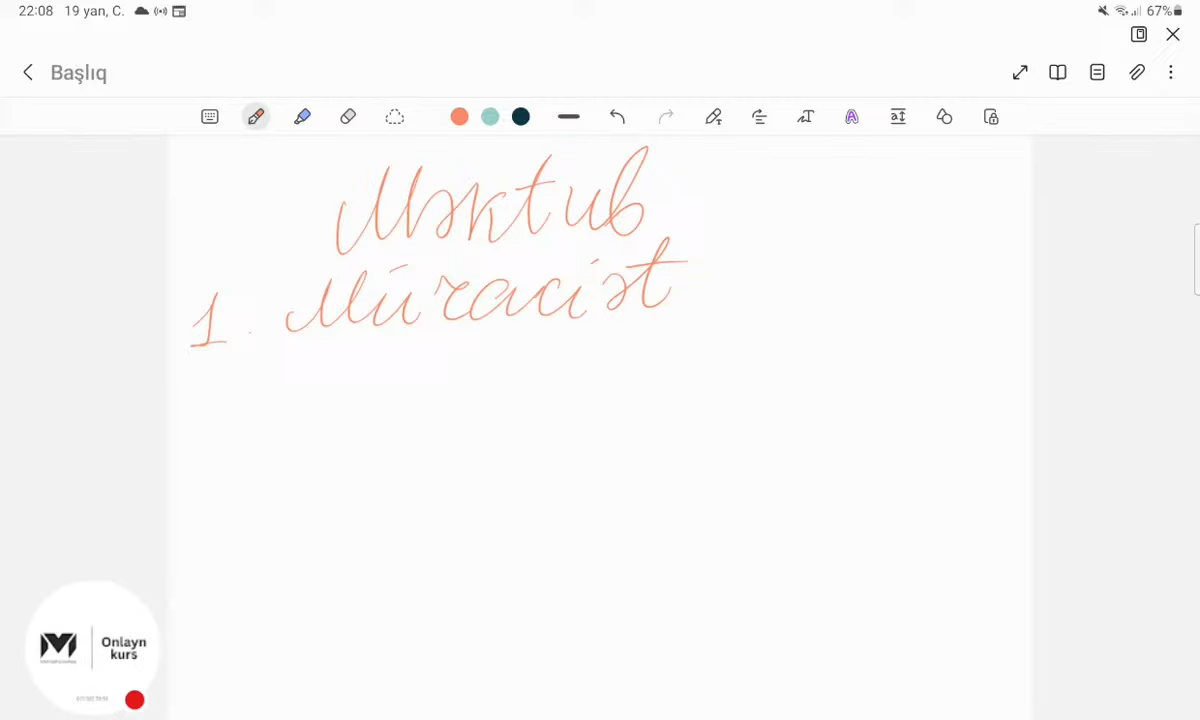 22:08 19 yan, C. 67%
Başlıq
Məktub
1. Müraciət
Onlayn
kurs